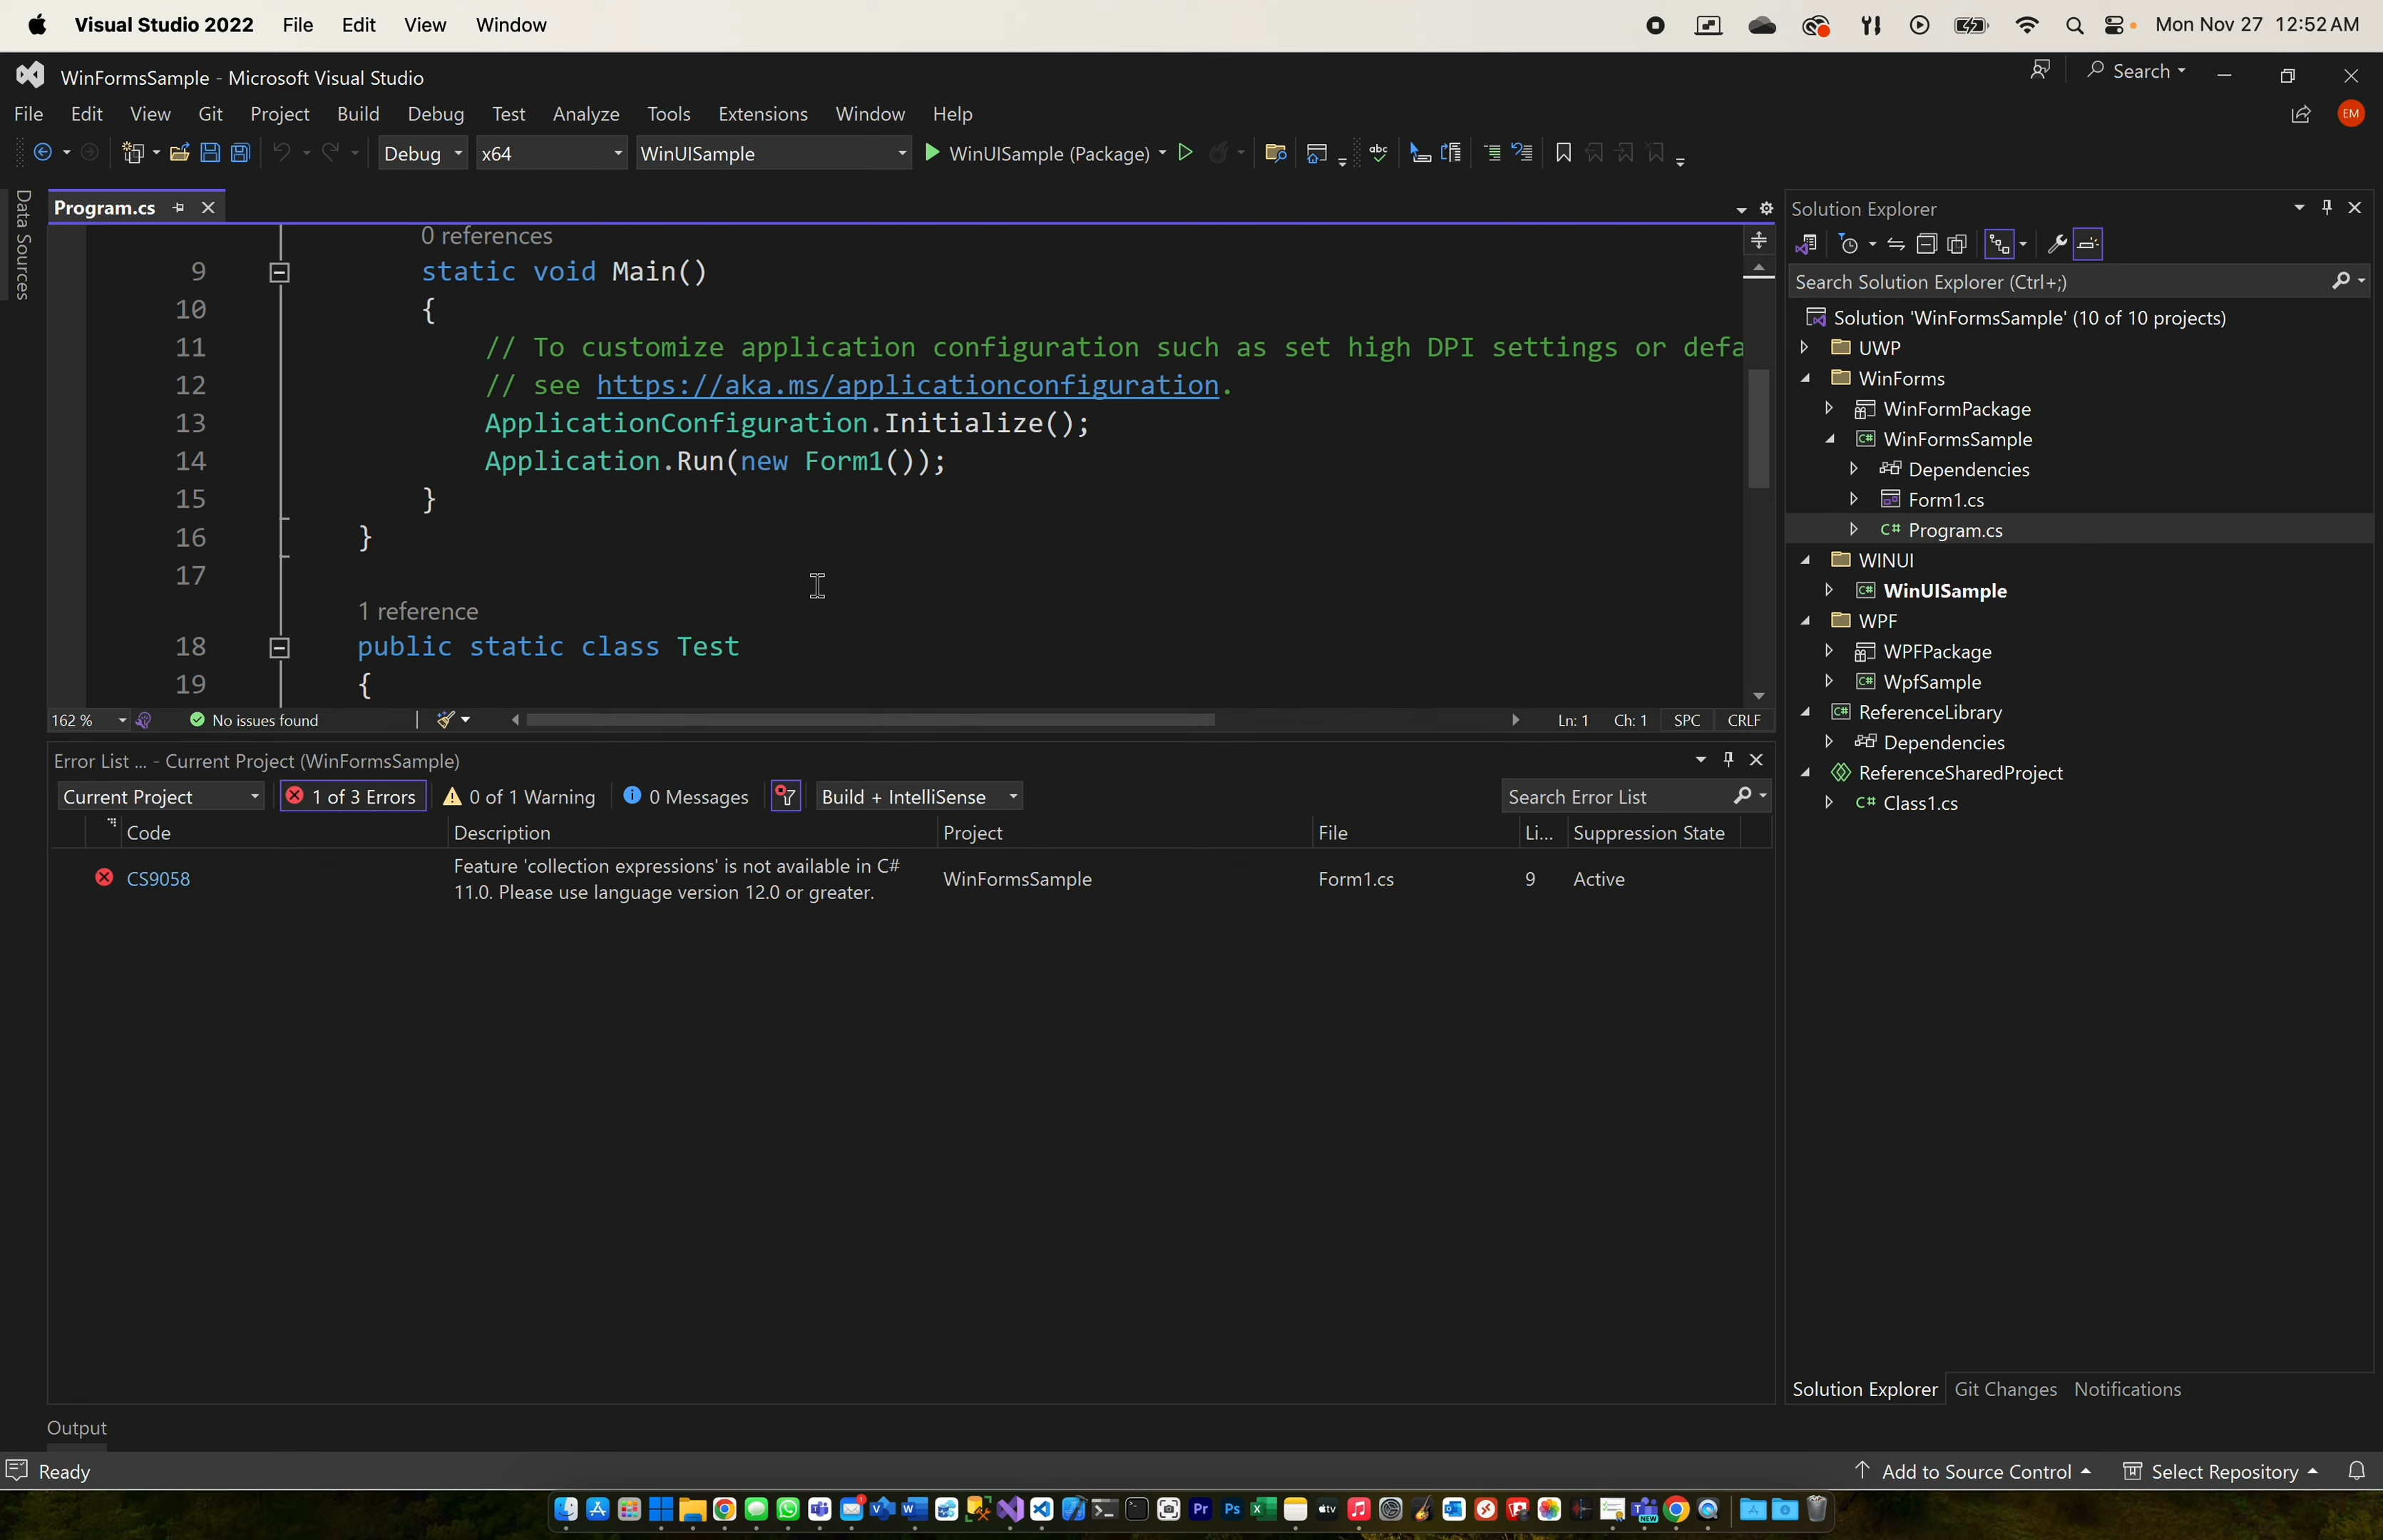 Visual Studio 2022 File Edit View Window Mon Nov 27 12:52 AM
WinFormsSample - Microsoft Visual Studio Search
File Edit View Git Project Build Debug Test Analyze Tools Extensions Window Help EM
Debug x64 WinUISample WinUISample (Package) abc
Data Sources
Program.cs
0 references
9 static void Main()
10 {
11 // To customize application configuration such as set high DPI settings or defa
12 // see https://aka.ms/applicationconfiguration.
13 ApplicationConfiguration.Initialize();
14 Application.Run(new Form1());
15 }
16 }
17
1 reference
18 public static class Test
19 {
162 % No issues found Ln: 1 Ch: 1 SPC CRLF
Error List ... - Current Project (WinFormsSample)
Current Project 1 of 3 Errors 0 of 1 Warning 0 Messages Build + IntelliSense Search Error List
Code Description Project File Li... Suppression State
CS9058 Feature 'collection expressions' is not available in C# WinFormsSample Form1.cs 9 Active
11.0. Please use language version 12.0 or greater.
Solution Explorer
Search Solution Explorer (Ctrl+;)
Solution 'WinFormsSample' (10 of 10 projects)
UWP
WinForms
WinFormPackage
C# WinFormsSample
Dependencies
Form1.cs
C# Program.cs
WINUI
C# WinUISample
WPF
WPFPackage
C# WpfSample
C# ReferenceLibrary
Dependencies
ReferenceSharedProject
C# Class1.cs
Solution Explorer Git Changes Notifications
Output
Ready Add to Source Control Select Repository
Pr Ps tv NEW